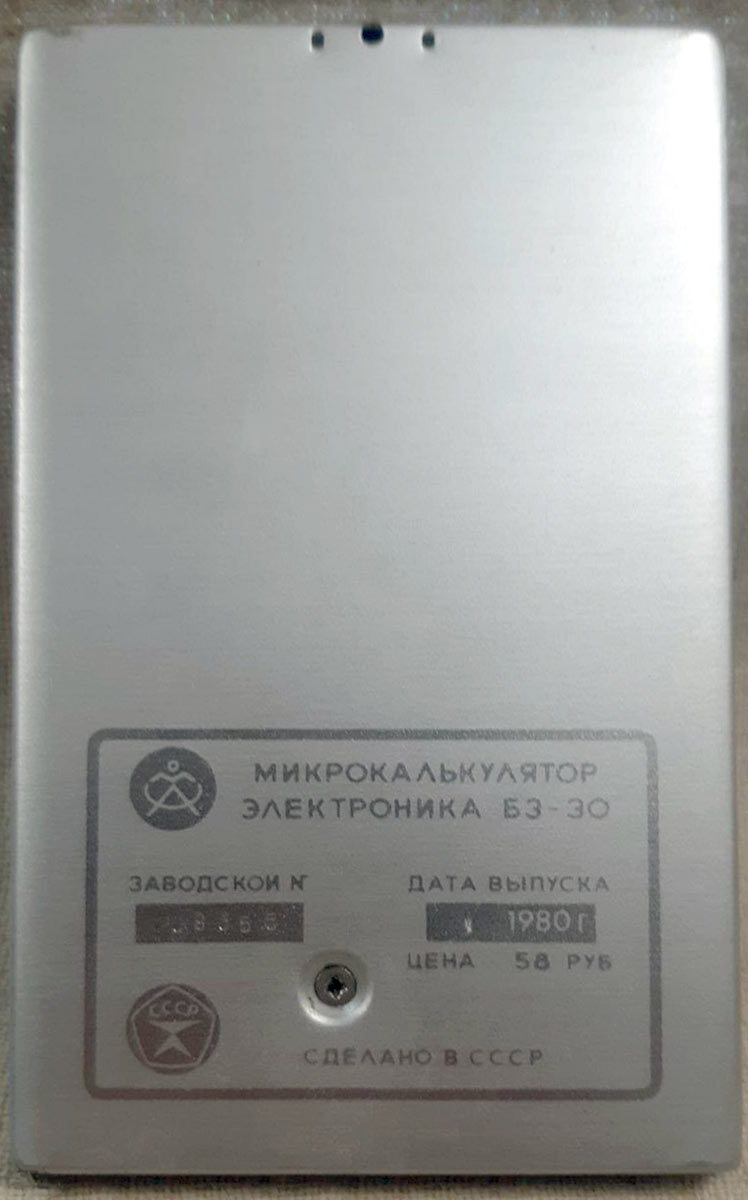 МИКРОКАЛЬКУЛЯТОР
ЭЛЕКТРОНИКА Б3-30
ЗАВОДСКОЙ №
ДАТА ВЫПУСКА
1980 г
ЦЕНА 58 РУБ
СССР
СДЕЛАНО В СССР